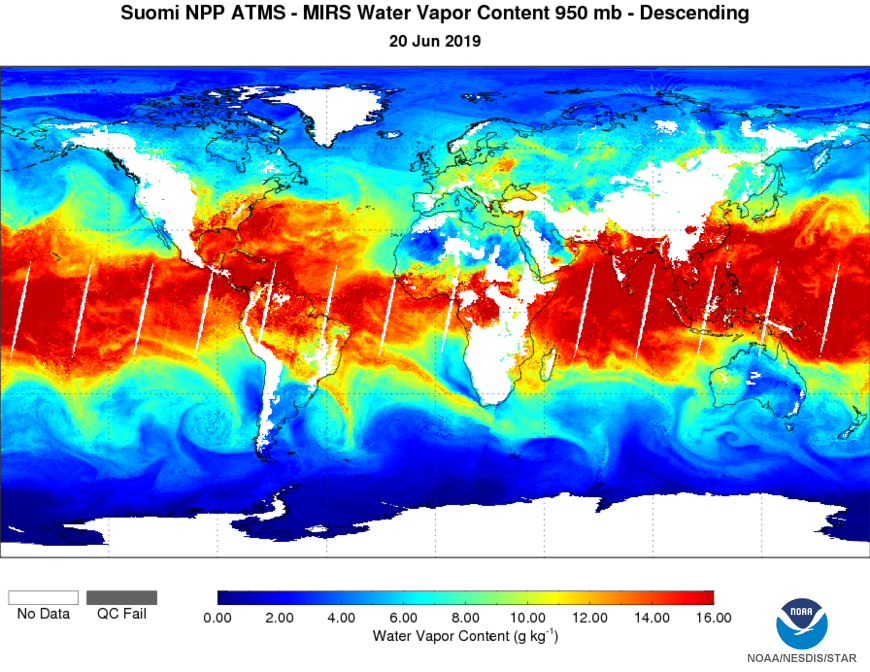 Suomi NPP ATMS - MIRS Water Vapor Content 950 mb - Descending
20 Jun 2019
No Data
QC Fail
0.00 2.00 4.00 6.00 8.00 10.00 12.00 14.00 16.00
Water Vapor Content (g kg⁻¹)
NOAA
NOAA/NESDIS/STAR